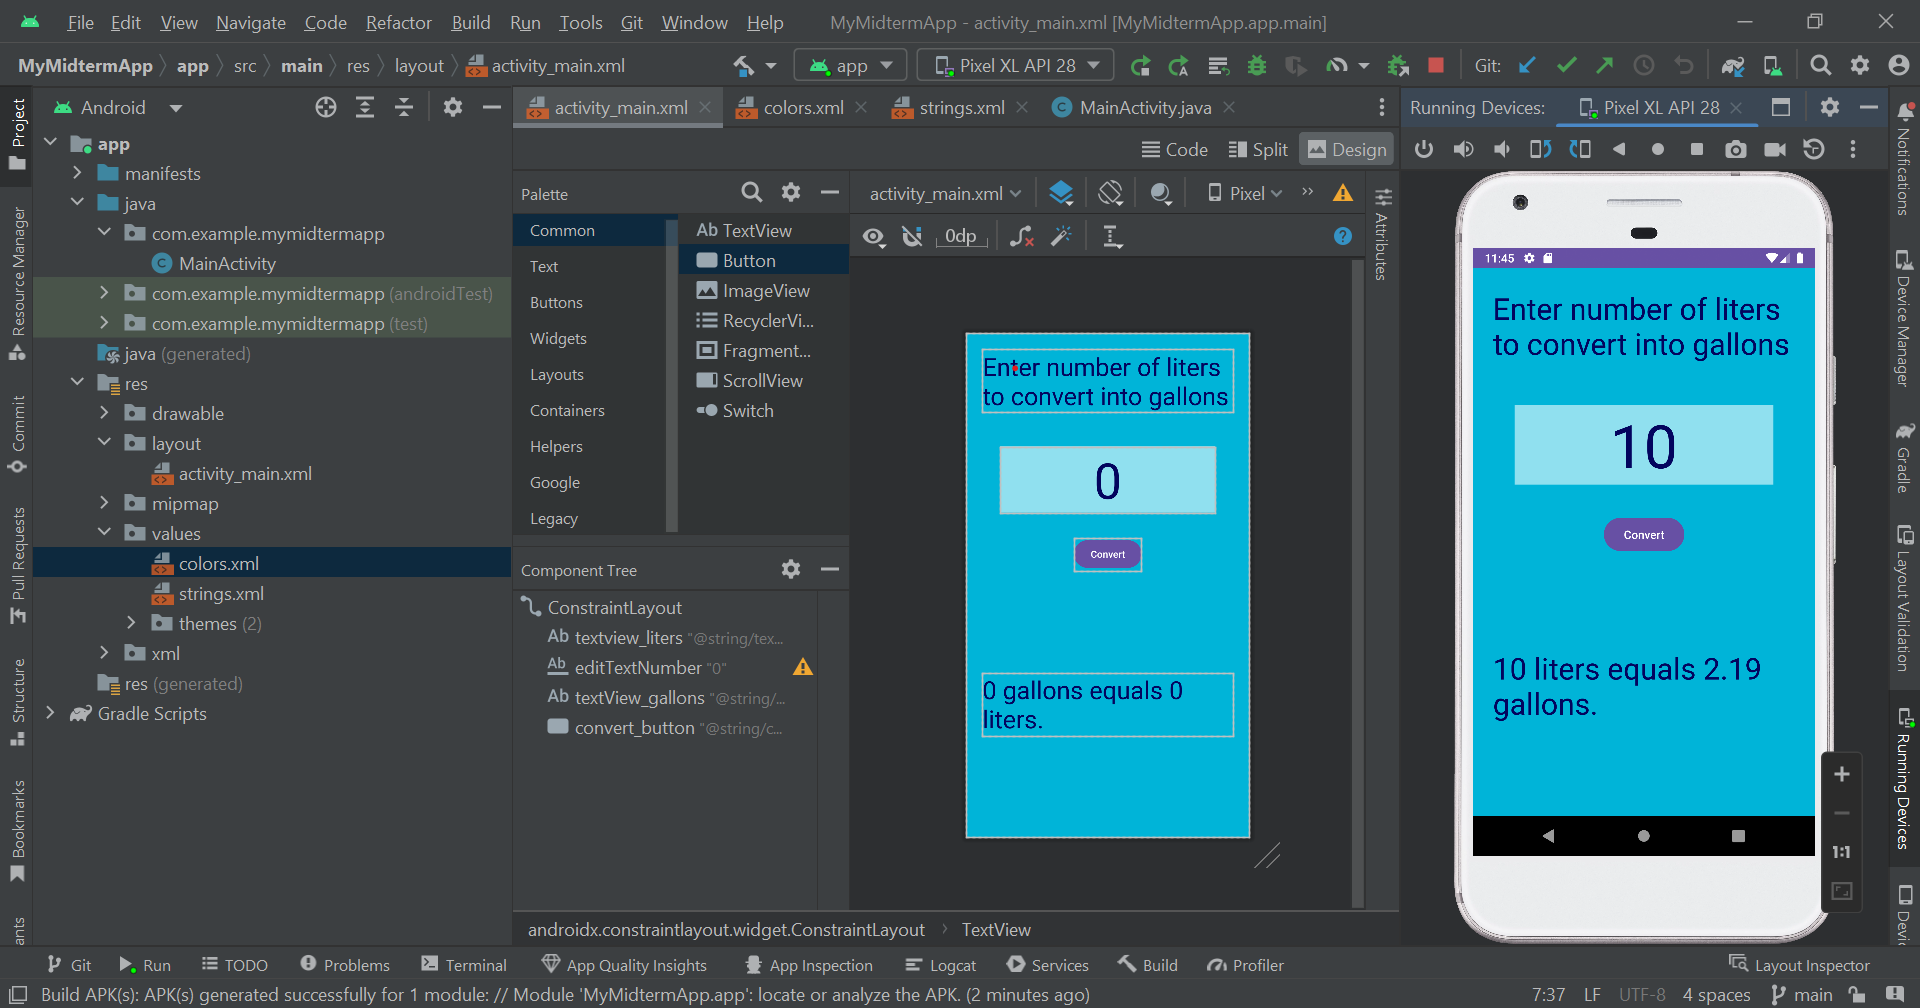 File Edit View Navigate Code Refactor Build Run Tools Git Window Help MyMidtermApp - activity_main.xml [MyMidtermApp.app.main]
MyMidtermApp app src main res layout activity_main.xml app Pixel XL API 28 Git:
Android
activity_main.xml colors.xml strings.xml MainActivity.java
Running Devices: Pixel XL API 28
Code Split Design
Project
Resource Manager
Commit
Pull Requests
Structure
Bookmarks
ants
app
manifests
java
com.example.mymidtermapp
MainActivity
com.example.mymidtermapp (androidTest)
com.example.mymidtermapp (test)
java (generated)
res
drawable
layout
activity_main.xml
mipmap
values
colors.xml
strings.xml
themes (2)
xml
res (generated)
Gradle Scripts
Palette
Common
Text
Buttons
Widgets
Layouts
Containers
Helpers
Google
Legacy
Ab TextView
Button
ImageView
RecyclerVi...
Fragment...
ScrollView
Switch
Component Tree
ConstraintLayout
Ab textview_liters "@string/tex...
Ab editTextNumber "0"
Ab textView_gallons "@string/...
convert_button "@string/c...
activity_main.xml Pixel
0dp
Attributes
Enter number of liters
to convert into gallons
0
Convert
0 gallons equals 0
liters.
androidx.constraintlayout.widget.ConstraintLayout TextView
11:45
Enter number of liters
to convert into gallons
10
Convert
10 liters equals 2.19
gallons.
1:1
Notifications
Device Manager
Gradle
Layout Validation
Running Devices
Devic
Git Run TODO Problems Terminal App Quality Insights App Inspection Logcat Services Build Profiler Layout Inspector
Build APK(s): APK(s) generated successfully for 1 module: // Module 'MyMidtermApp.app': locate or analyze the APK. (2 minutes ago) 7:37 LF UTF-8 4 spaces main